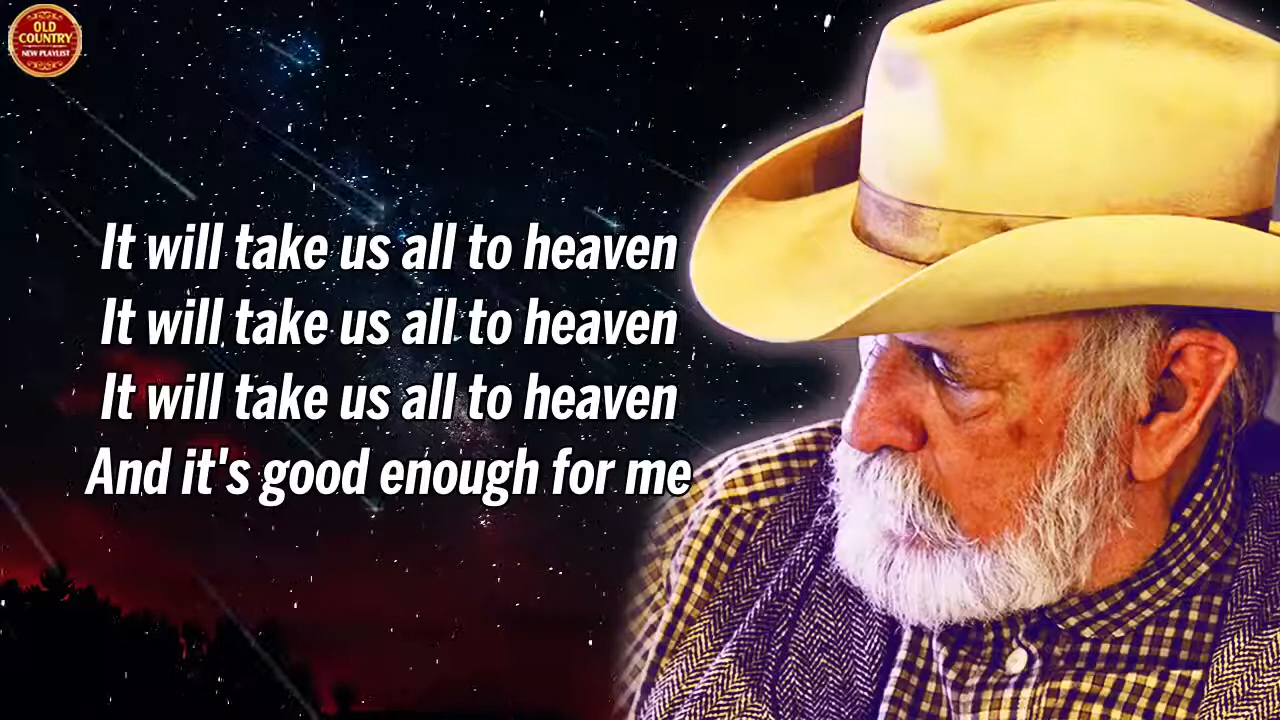 OLD
COUNTRY
NEW PLAYLIST
It will take us all to heaven
It will take us all to heaven
It will take us all to heaven
And it's good enough for me